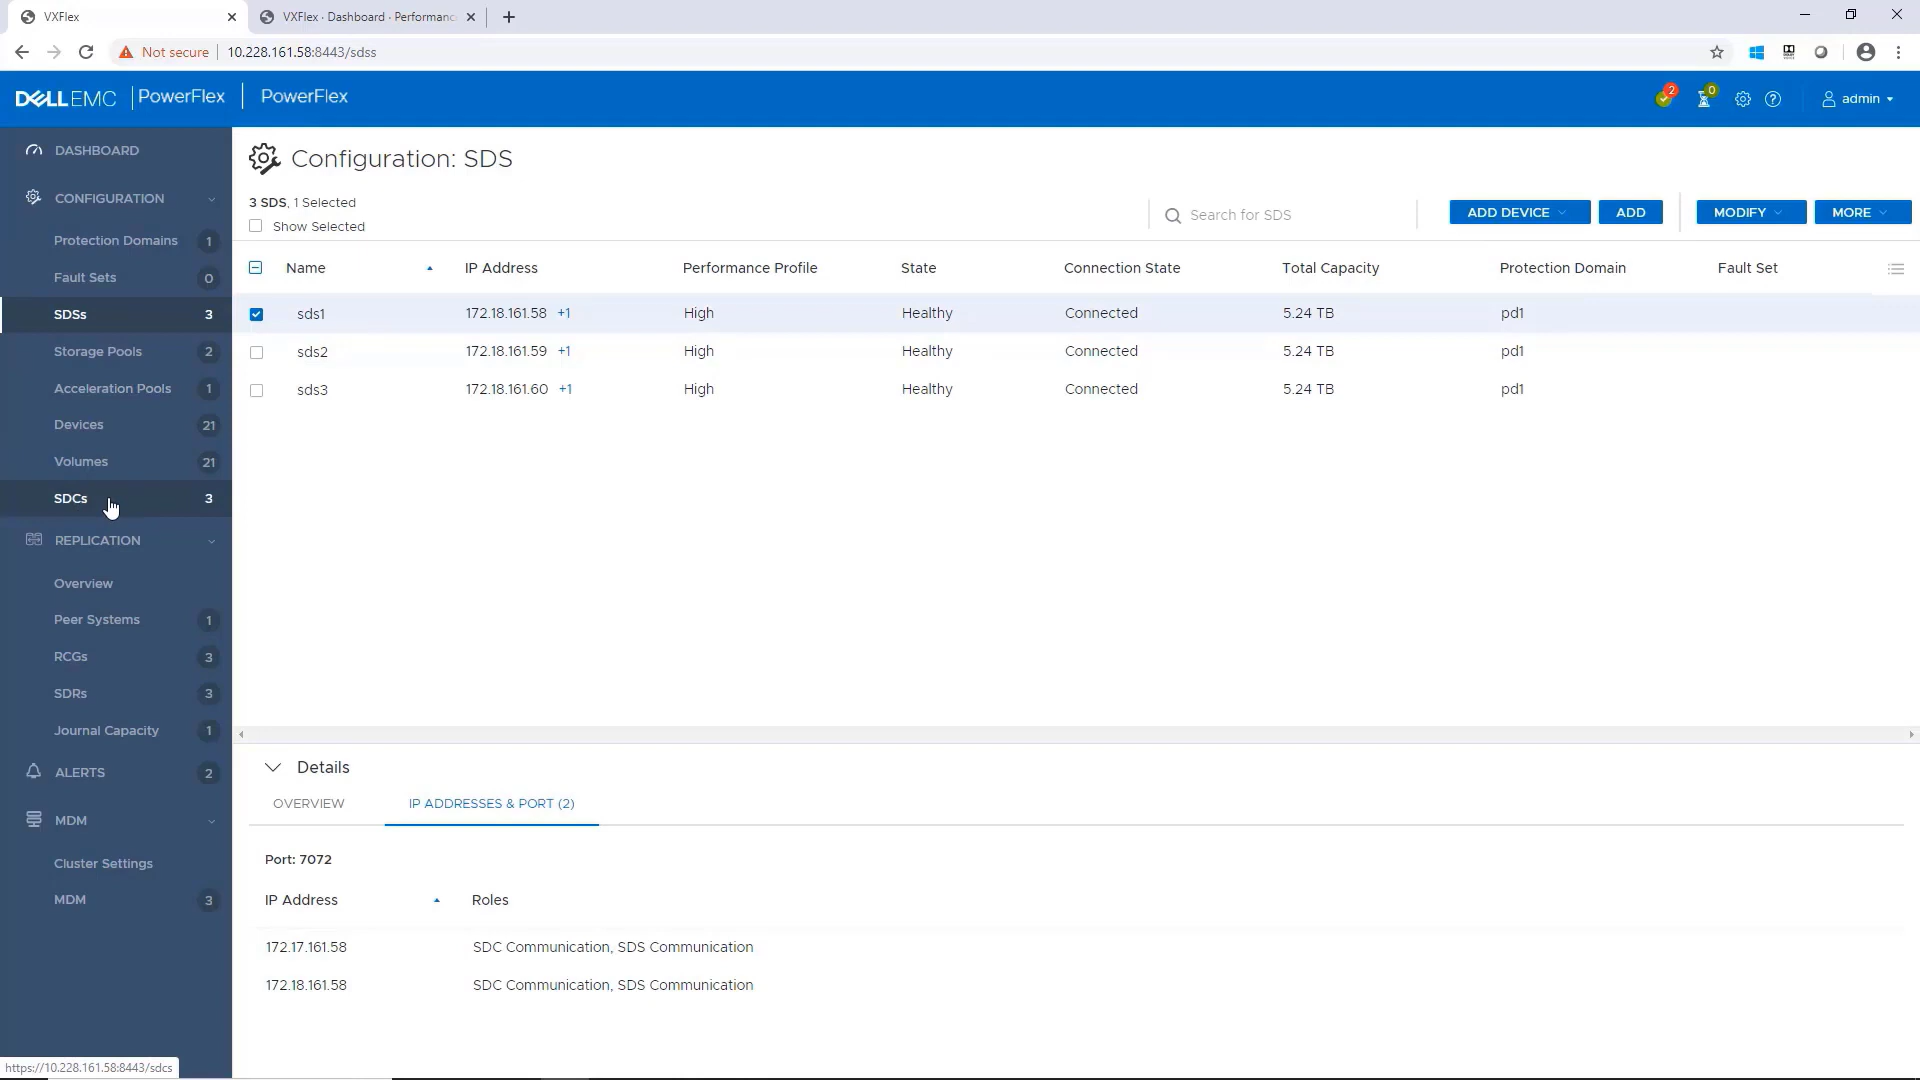 VXFlex
VXFlex - Dashboard - Performanc
Not secure
10.228.161.58:8443/sdss
DELL EMC
PowerFlex
PowerFlex
2
0
admin
DASHBOARD
CONFIGURATION
Protection Domains 1
Fault Sets 0
SDSs 3
Storage Pools 2
Acceleration Pools 1
Devices 21
Volumes 21
SDCs 3
REPLICATION
Overview
Peer Systems 1
RCGs 3
SDRs 3
Journal Capacity 1
ALERTS 2
MDM
Cluster Settings
MDM 3
https://10.228.161.58:8443/sdcs
Configuration: SDS
3 SDS, 1 Selected
Show Selected
Search for SDS
ADD DEVICE
ADD
MODIFY
MORE
Name IP Address Performance Profile State Connection State Total Capacity Protection Domain Fault Set
sds1 172.18.161.58 +1 High Healthy Connected 5.24 TB pd1
sds2 172.18.161.59 +1 High Healthy Connected 5.24 TB pd1
sds3 172.18.161.60 +1 High Healthy Connected 5.24 TB pd1
Details
OVERVIEW
IP ADDRESSES & PORT (2)
Port: 7072
IP Address Roles
172.17.161.58 SDC Communication, SDS Communication
172.18.161.58 SDC Communication, SDS Communication